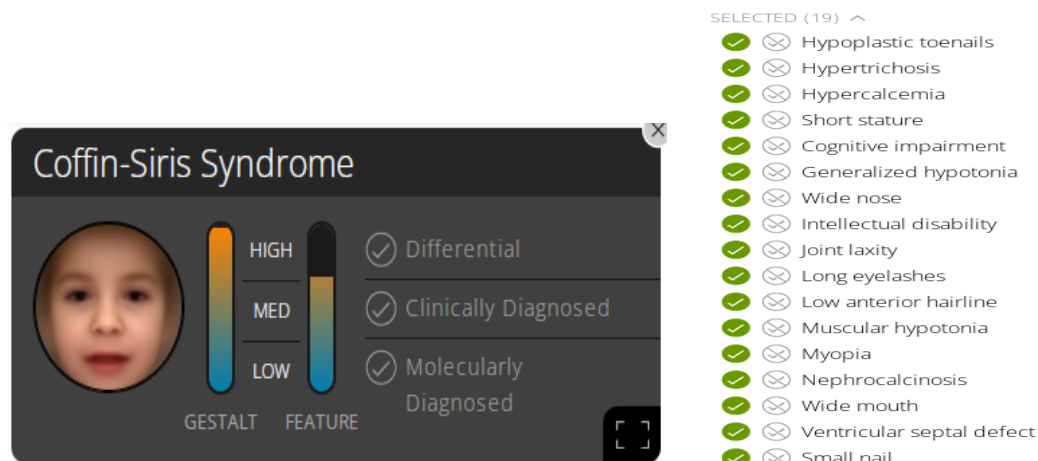 Coffin-Siris Syndrome
HIGH
MED
LOW
GESTALT FEATURE
Differential
Clinically Diagnosed
Molecularly
Diagnosed
SELECTED (19)
Hypoplastic toenails
Hypertrichosis
Hypercalcemia
Short stature
Cognitive impairment
Generalized hypotonia
Wide nose
Intellectual disability
Joint laxity
Long eyelashes
Low anterior hairline
Muscular hypotonia
Myopia
Nephrocalcinosis
Wide mouth
Ventricular septal defect
Small nail